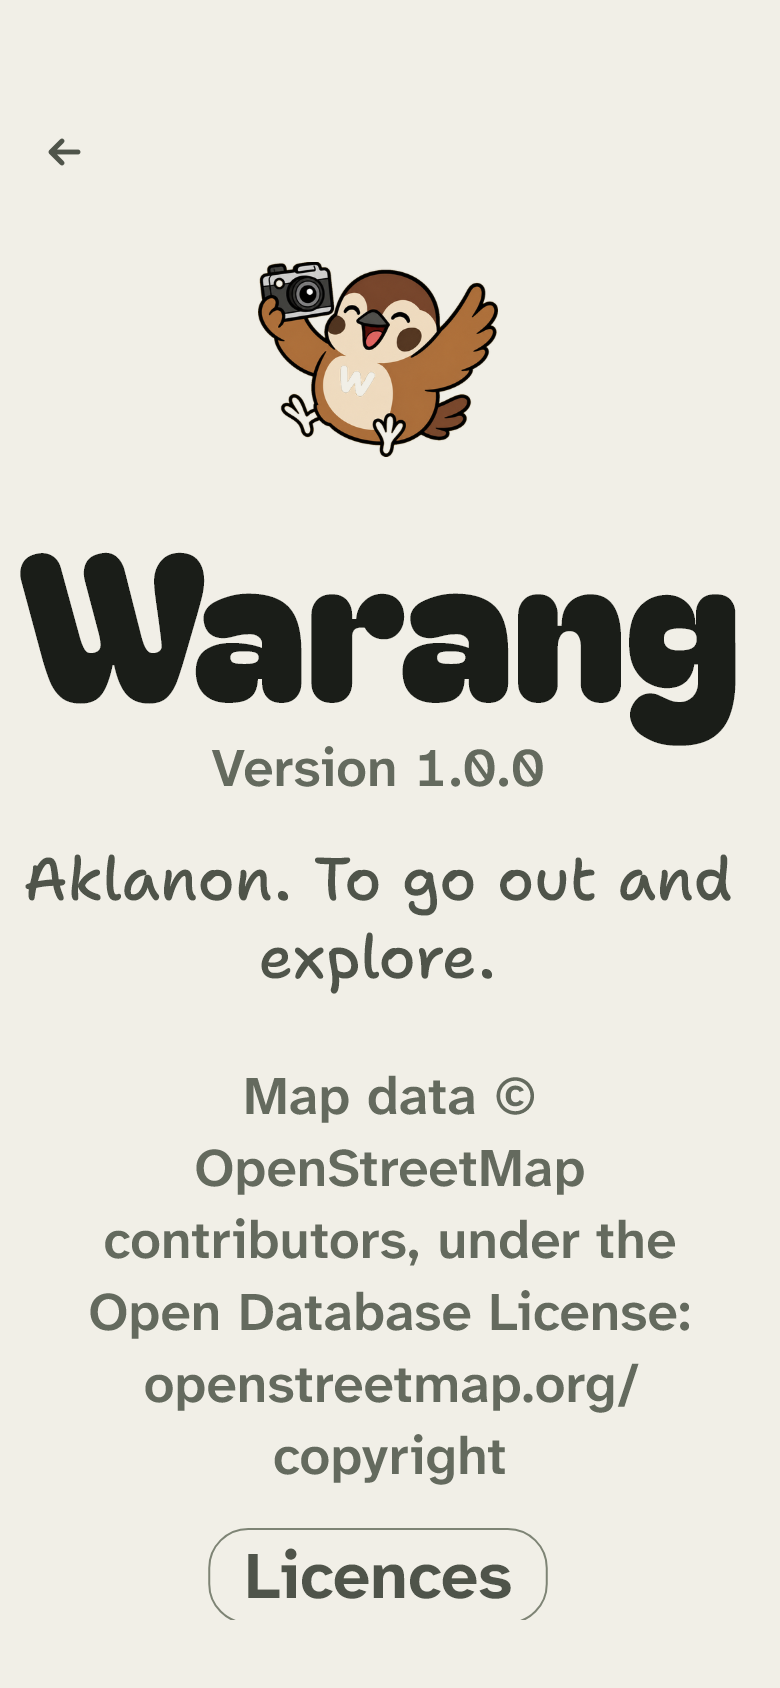 W
Warang
Version 1.0.0
Aklanon. To go out and
explore.
Map data ©
OpenStreetMap
contributors, under the
Open Database License:
openstreetmap.org/
copyright
Licences